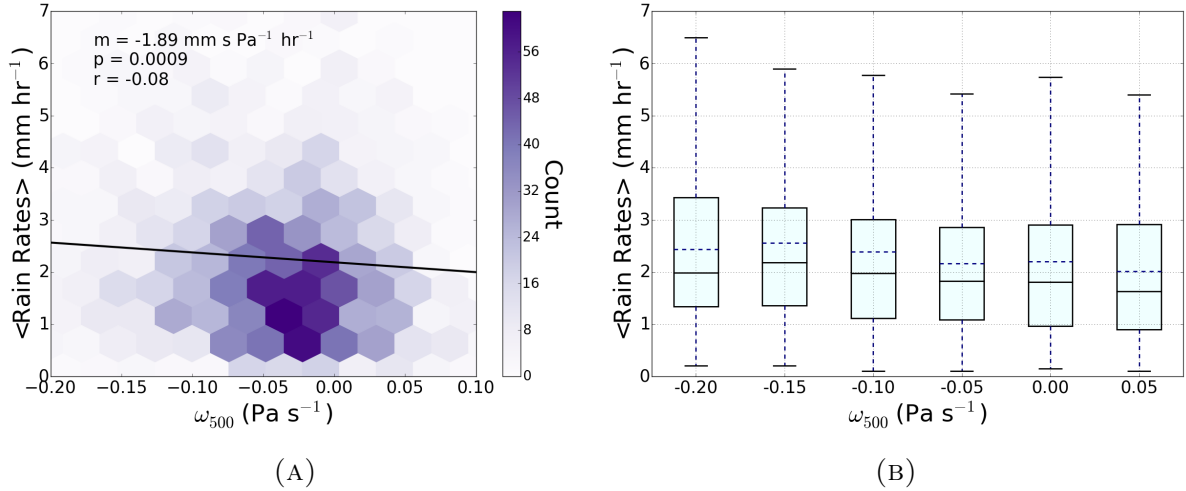 7
6
5
4
3
2
1
0
<Rain Rates> (mm hr⁻¹)
m = -1.89 mm s Pa⁻¹ hr⁻¹
p = 0.0009
r = -0.08
−0.20 −0.15 −0.10 −0.05 0.00 0.05 0.10
ω₅₀₀ (Pa s⁻¹)
56
48
40
32
24
16
8
0
Count
(A)
7
6
5
4
3
2
1
0
<Rain Rates> (mm hr⁻¹)
-0.20 -0.15 -0.10 -0.05 0.00 0.05
ω₅₀₀ (Pa s⁻¹)
(B)